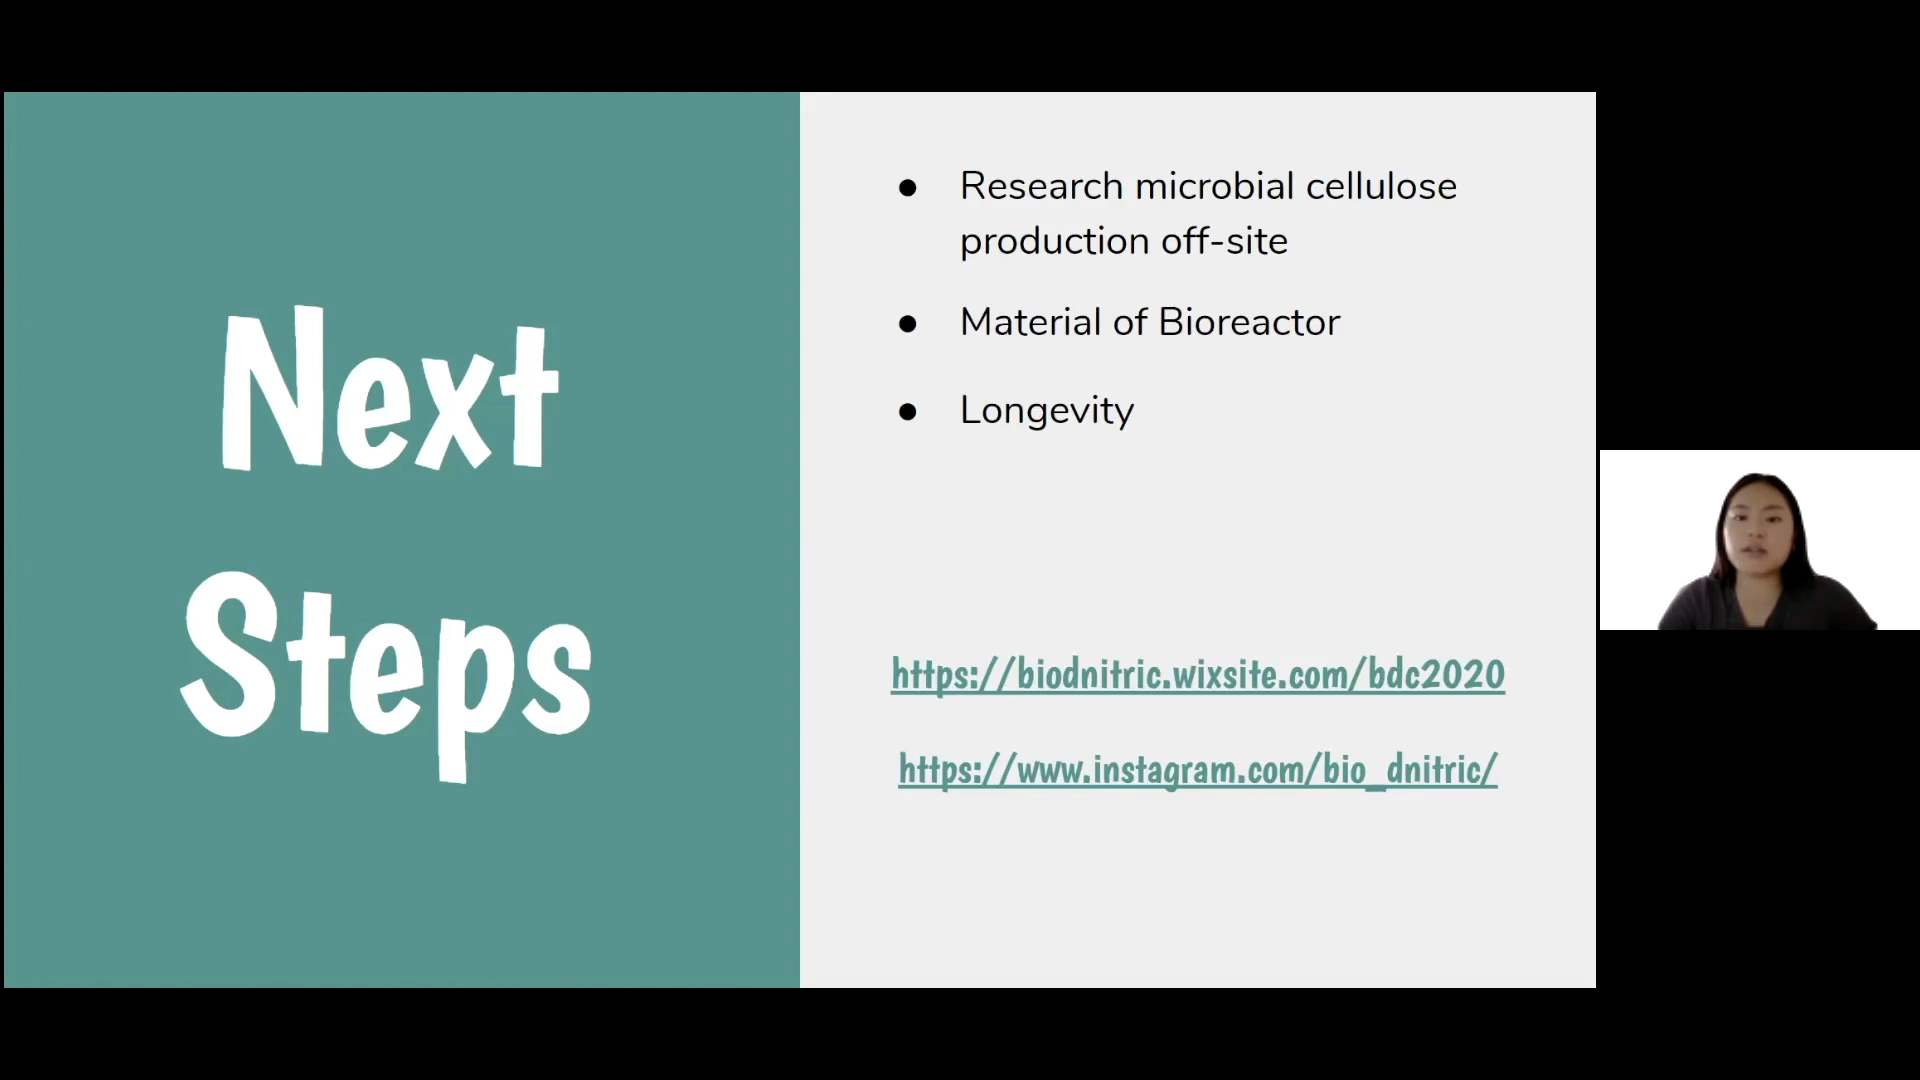 Next
Steps
● Research microbial cellulose
production off-site
● Material of Bioreactor
● Longevity
https://biodnitric.wixsite.com/bdc2020
https://www.instagram.com/bio_dnitric/